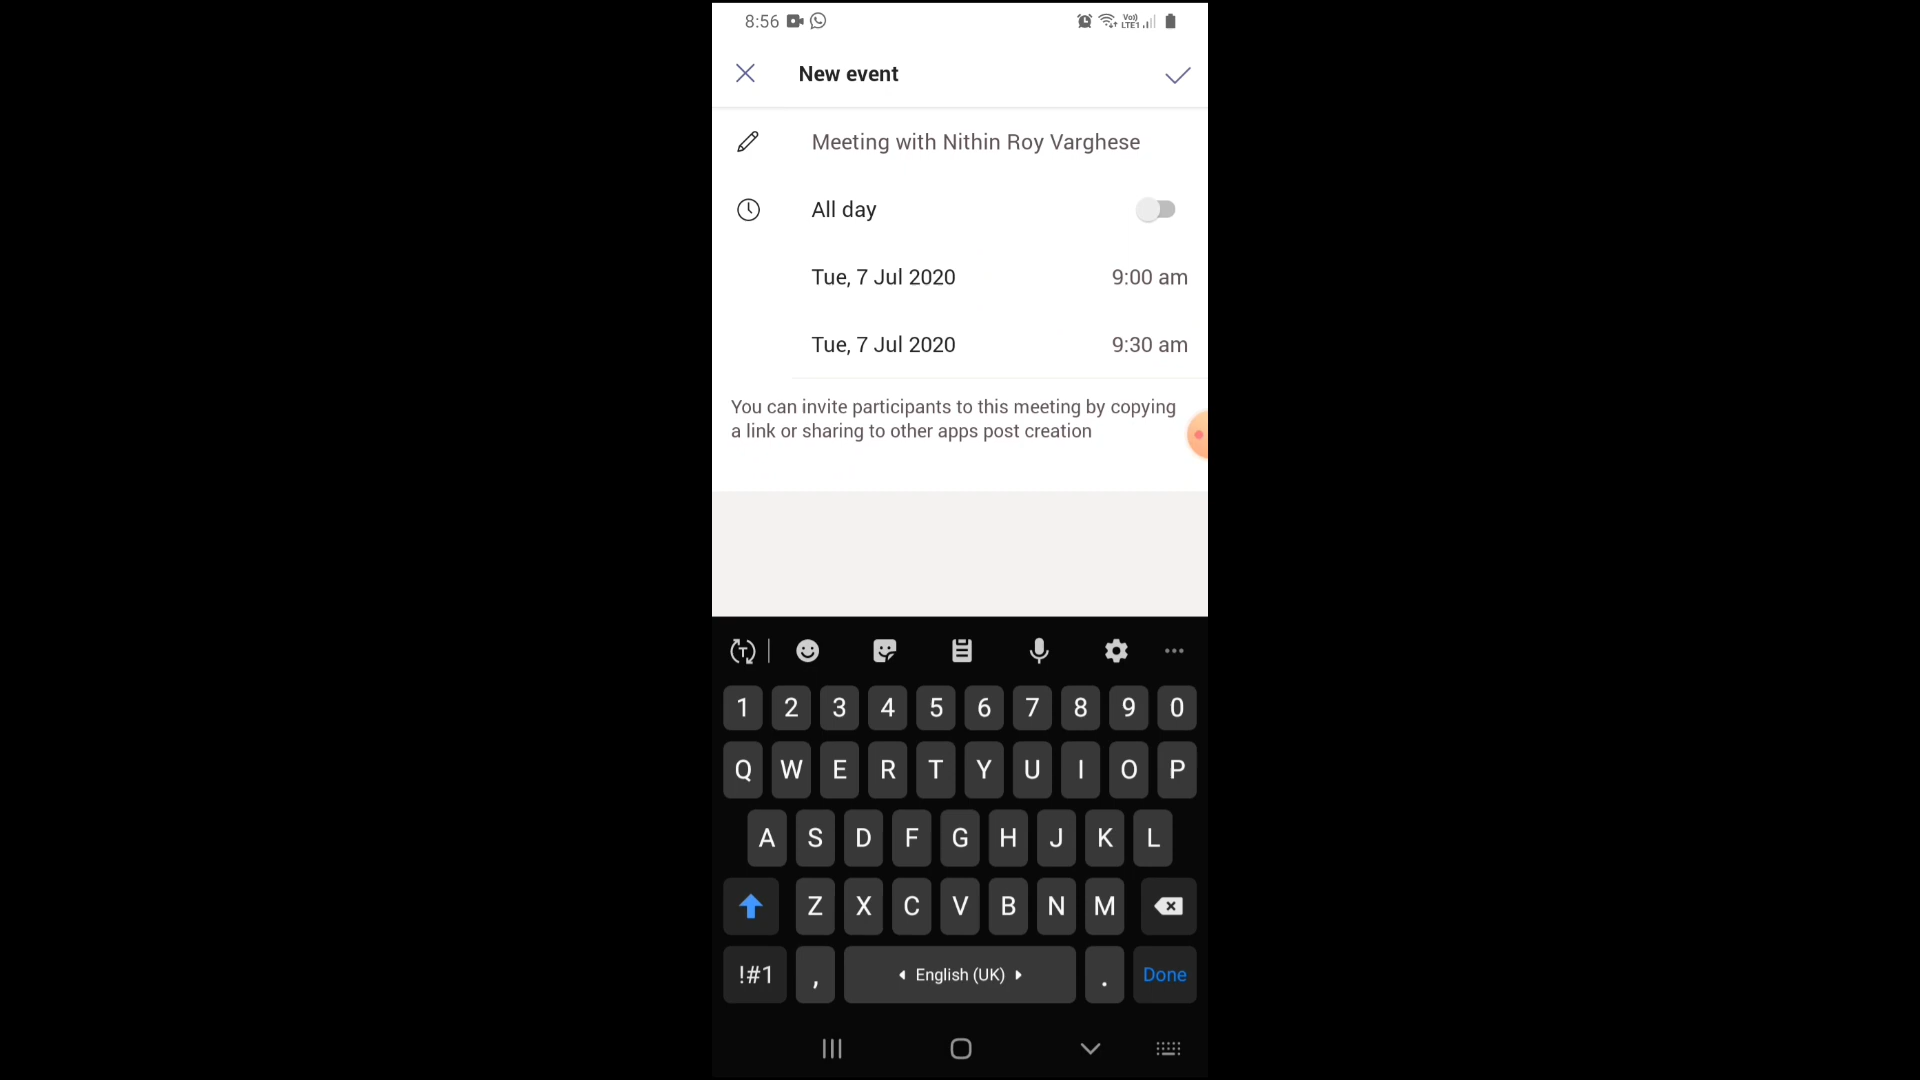 8:56 Vo)) LTE1
New event
Meeting with Nithin Roy Varghese
All day
Tue, 7 Jul 2020 9:00 am
Tue, 7 Jul 2020 9:30 am
You can invite participants to this meeting by copying
a link or sharing to other apps post creation
T
1 2 3 4 5 6 7 8 9 0
Q W E R T Y U I O P
A S D F G H J K L
Z X C V B N M
!#1 , English (UK) . Done